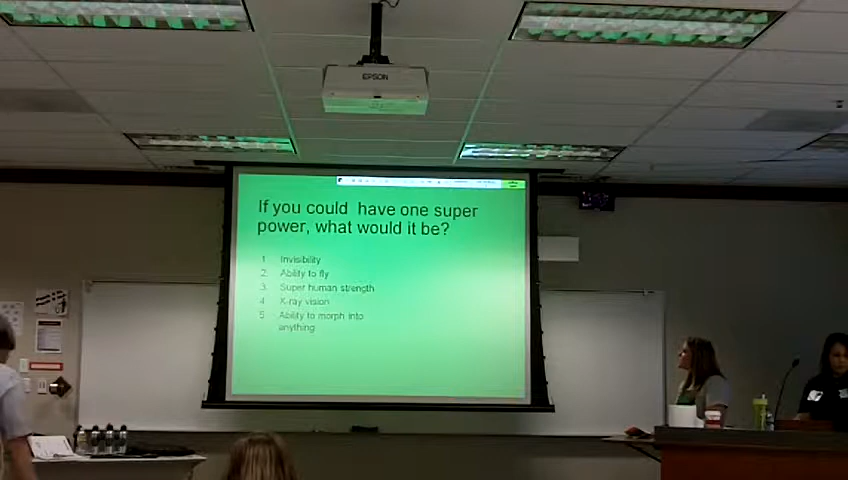 EPSON
If you could have one super
power, what would it be?
1 Invisibility
2. Ability to fly
3. Super human strength
4 X-ray vision
5 Ability to morph into
anything